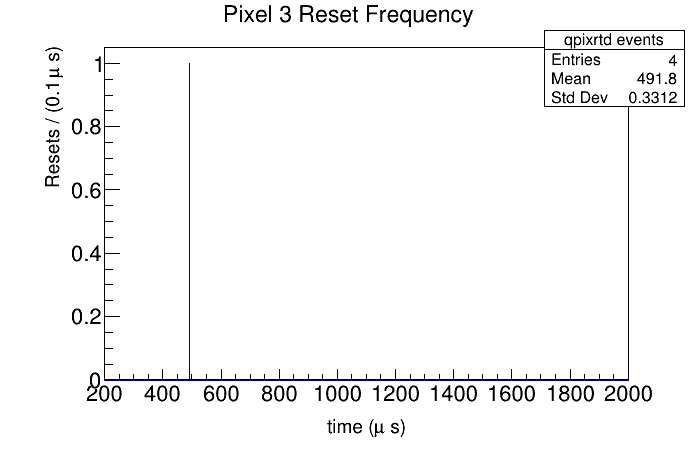 Pixel 3 Reset Frequency
qpixrtd events
Entries 4
Mean 491.8
Std Dev 0.3312
Resets / (0.1 μ s)
1
0.8
0.6
0.4
0.2
0
200 400 600 800 1000 1200 1400 1600 1800 2000
time (μ s)